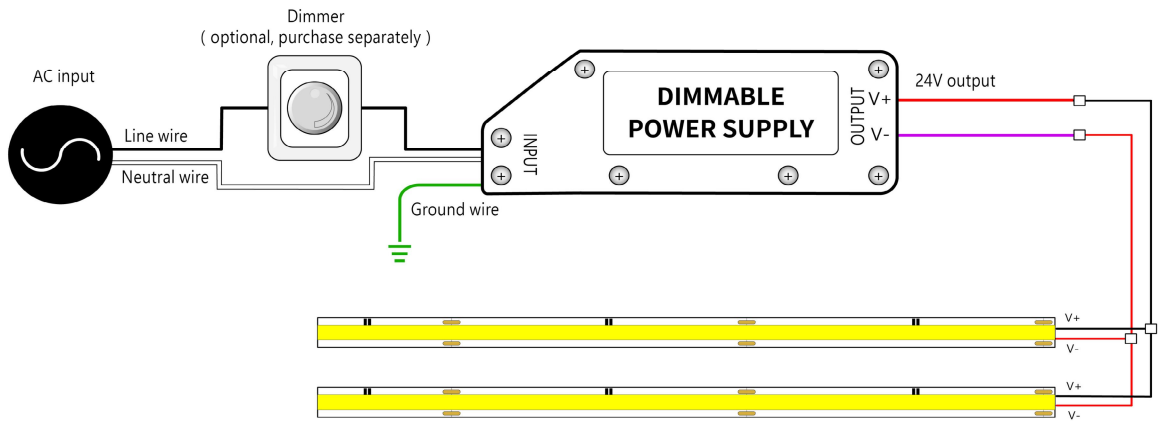 Dimmer
( optional, purchase separately )
AC input
Line wire
Neutral wire
Ground wire
INPUT
DIMMABLE
POWER SUPPLY
OUTPUT
V+
V-
24V output
V+
V-
V+
V-